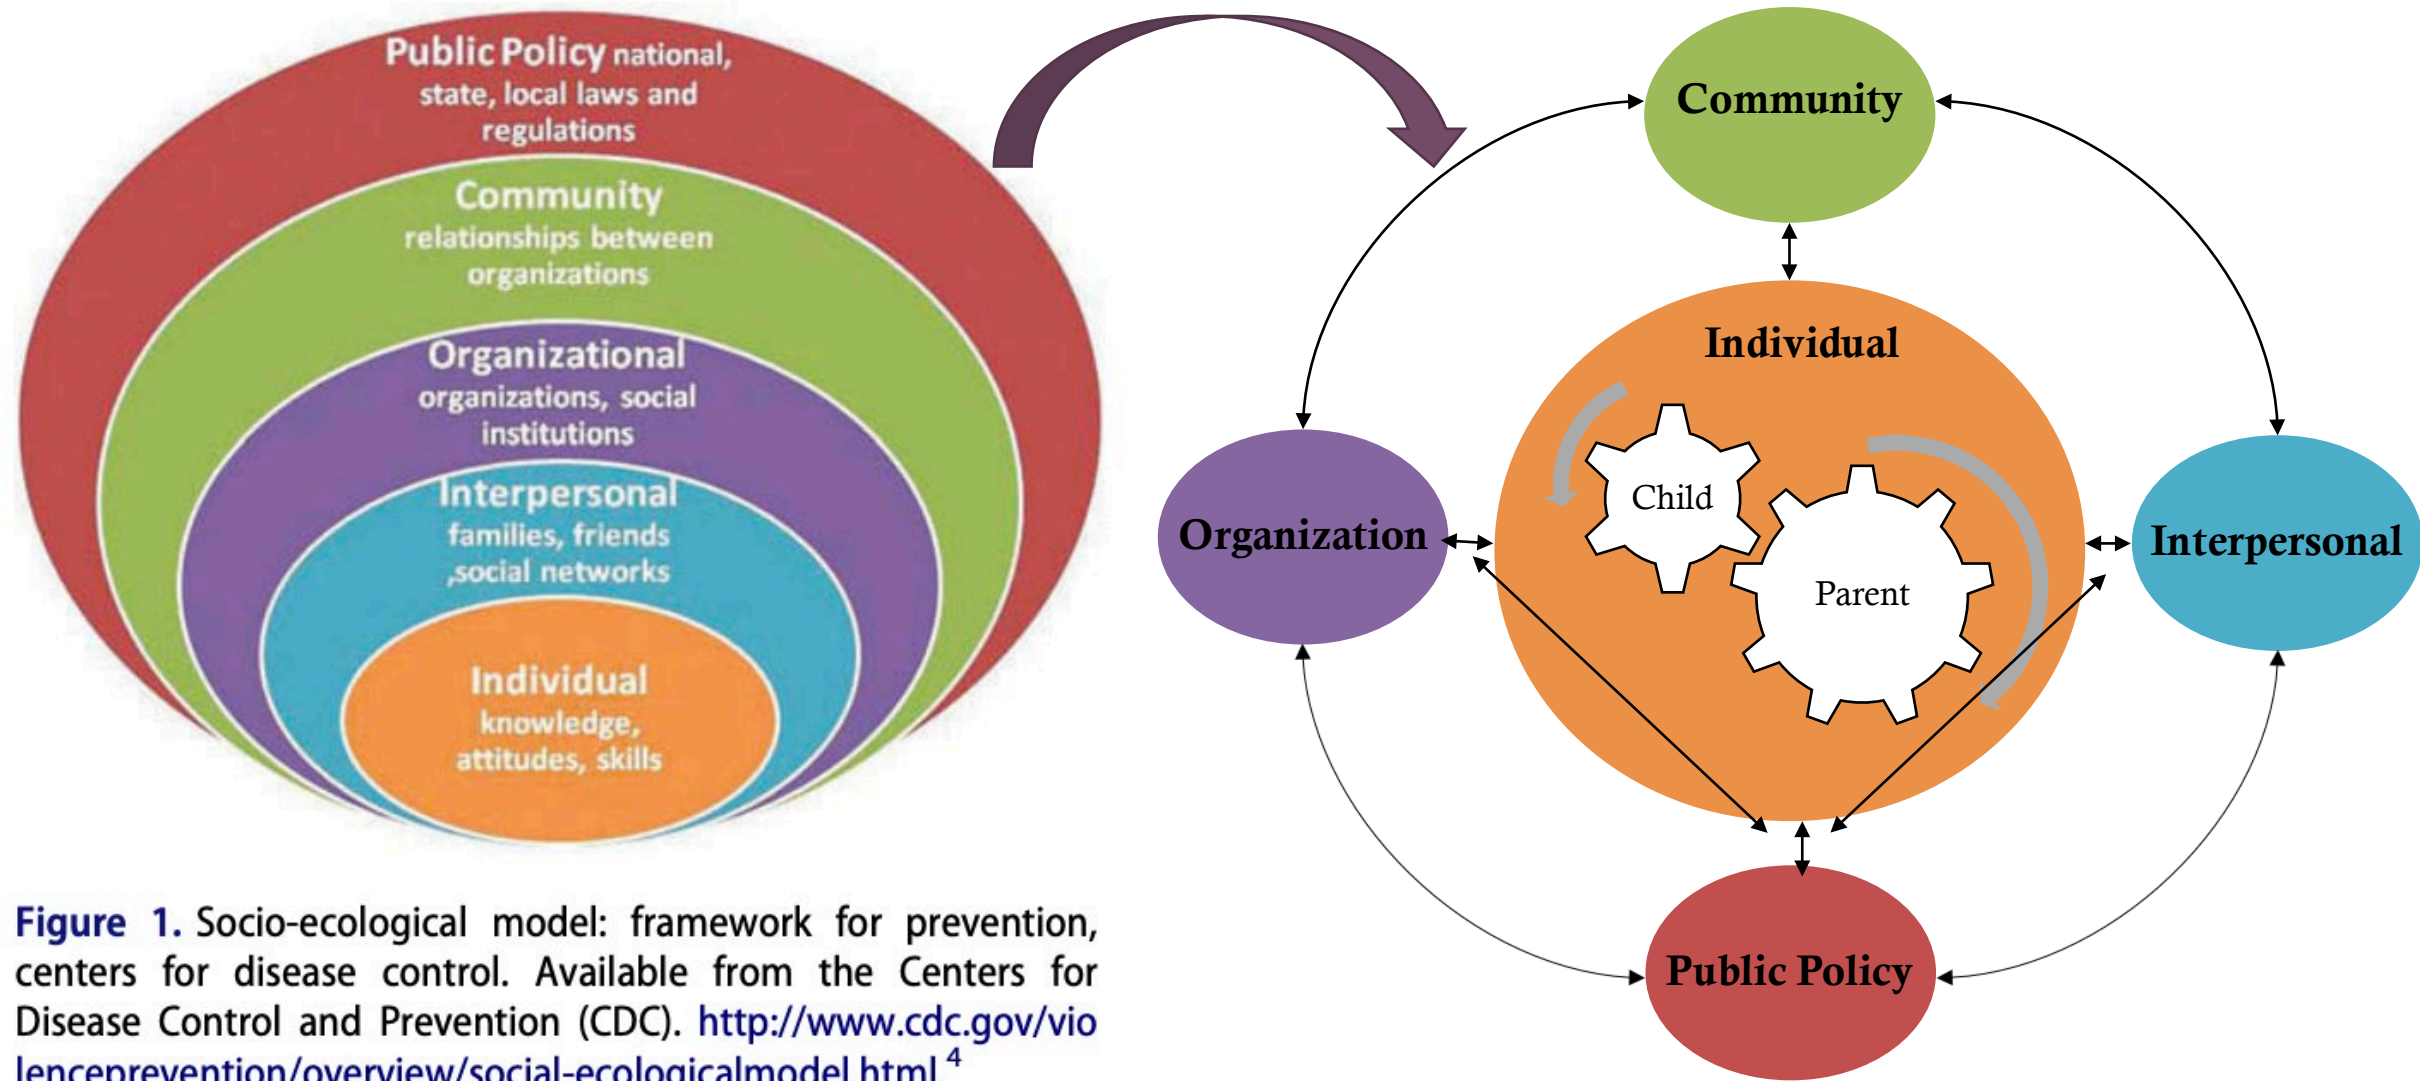 Public Policy national,
state, local laws and
regulations
Community
relationships between
organizations
Organizational
organizations, social
institutions
Interpersonal
families, friends
,social networks
Individual
knowledge,
attitudes, skills
Figure 1. Socio-ecological model: framework for prevention,
centers for disease control. Available from the Centers for
Disease Control and Prevention (CDC). http://www.cdc.gov/vio
lenceprevention/overview/social-ecologicalmodel.html.4
Community
Individual
Child
Parent
Organization
Interpersonal
Public Policy